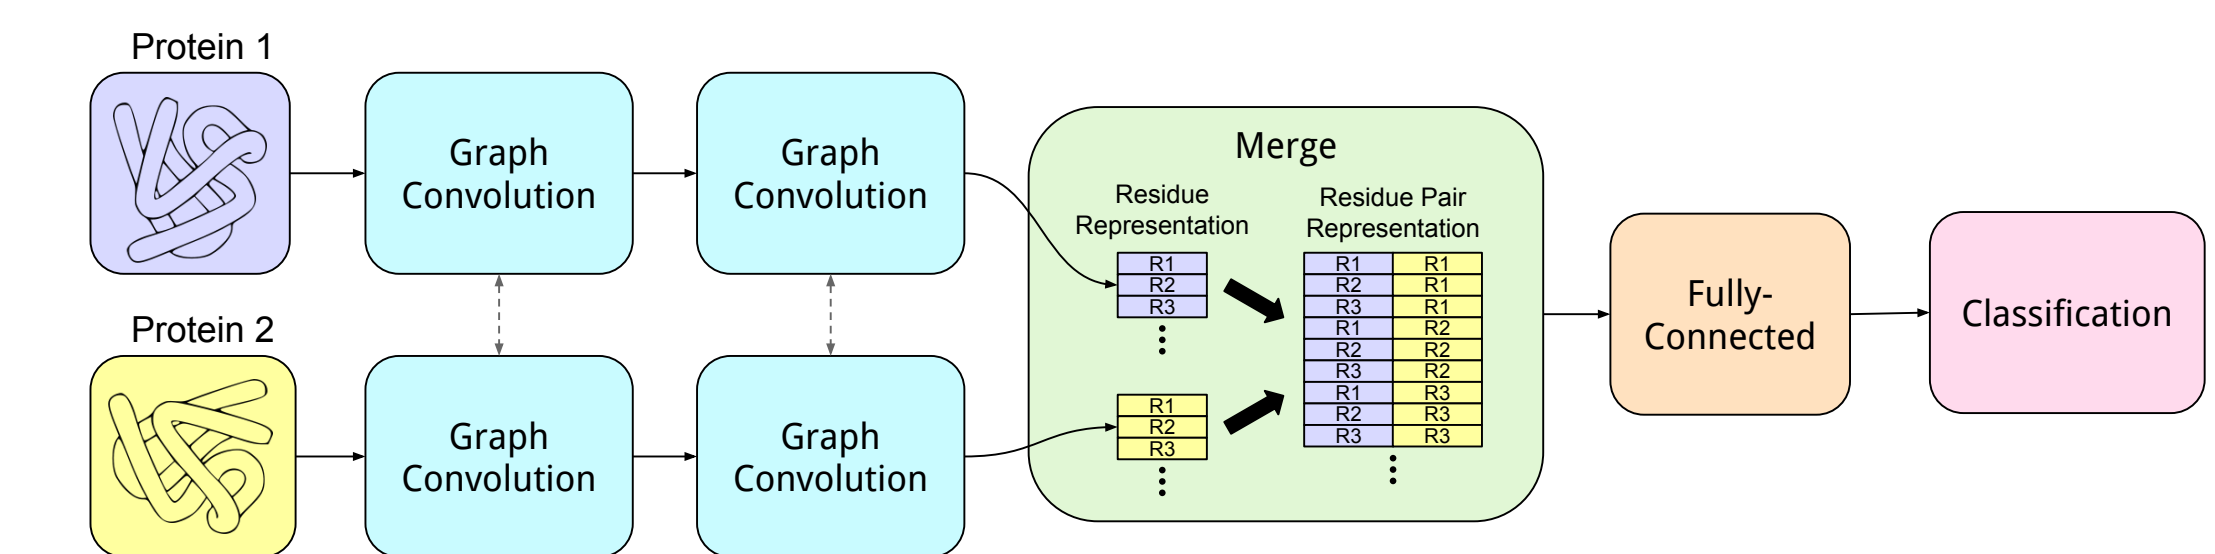 Protein 1
Graph
Convolution
Graph
Convolution
Protein 2
Graph
Convolution
Graph
Convolution
Merge
Residue
Representation
R1
R2
R3
R1
R2
R3
Residue Pair
Representation
R1 R1
R2 R1
R3 R1
R1 R2
R2 R2
R3 R2
R1 R3
R2 R3
R3 R3
Fully-
Connected
Classification